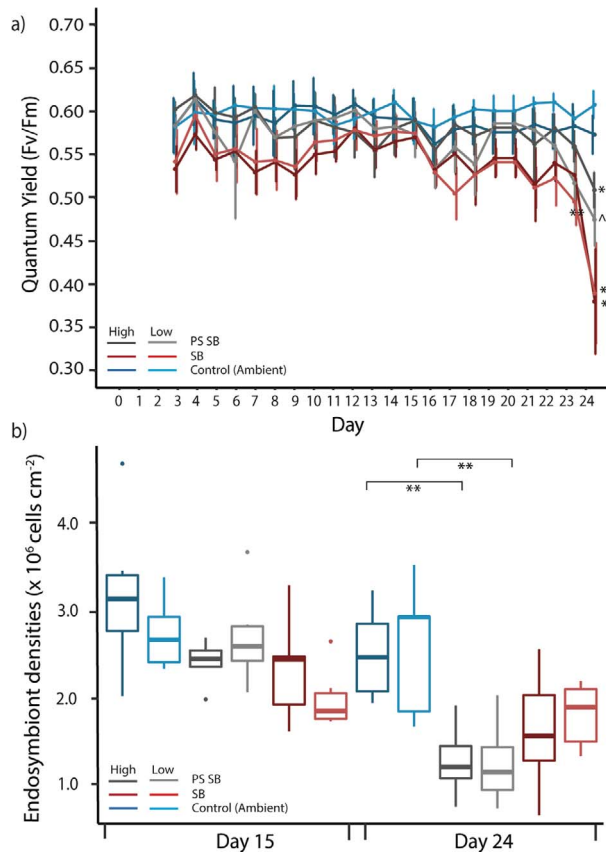 a)
0.70
0.65
0.60
0.55
0.50
0.45
0.40
0.35
0.30
Quantum Yield (Fv/Fm)
*
**
^
*
*
High Low
PS SB
SB
Control (Ambient)
0 1 2 3 4 5 6 7 8 9 10 11 12 13 14 15 16 17 18 19 20 21 22 23 24
Day
b)
Endosymbiont densities (x 10⁶ cells cm⁻²)
4.0
3.0
2.0
1.0
**
**
High Low
PS SB
SB
Control (Ambient)
Day 15 Day 24